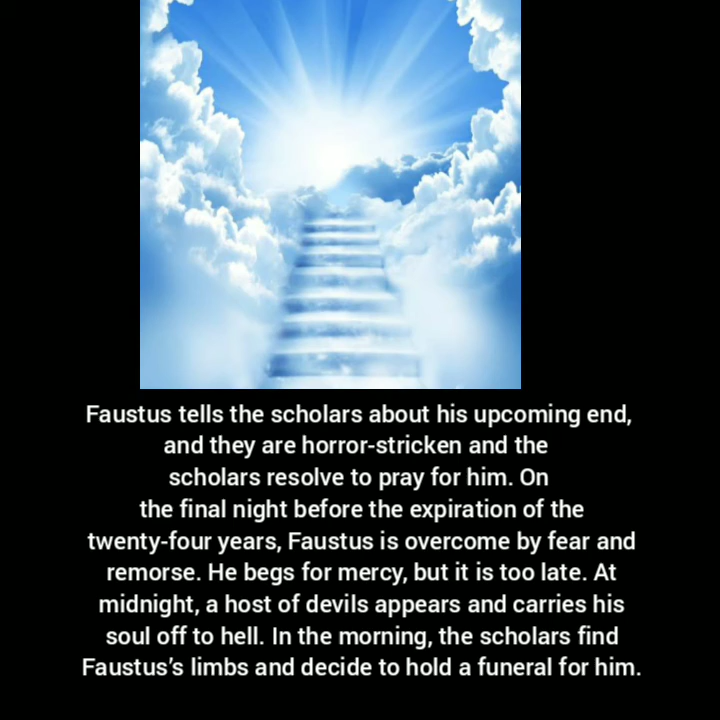 Faustus tells the scholars about his upcoming end,
and they are horror-stricken and the
scholars resolve to pray for him. On
the final night before the expiration of the
twenty-four years, Faustus is overcome by fear and
remorse. He begs for mercy, but it is too late. At
midnight, a host of devils appears and carries his
soul off to hell. In the morning, the scholars find
Faustus’s limbs and decide to hold a funeral for him.